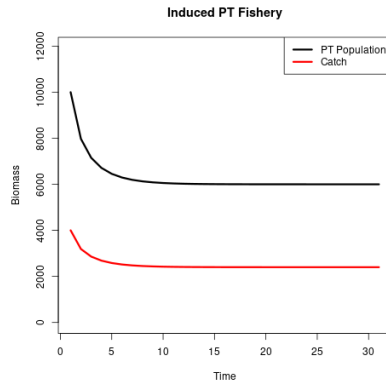 Induced PT Fishery
PT Population
Catch
12000
10000
8000
6000
4000
2000
0
Biomass
0 5 10 15 20 25 30
Time